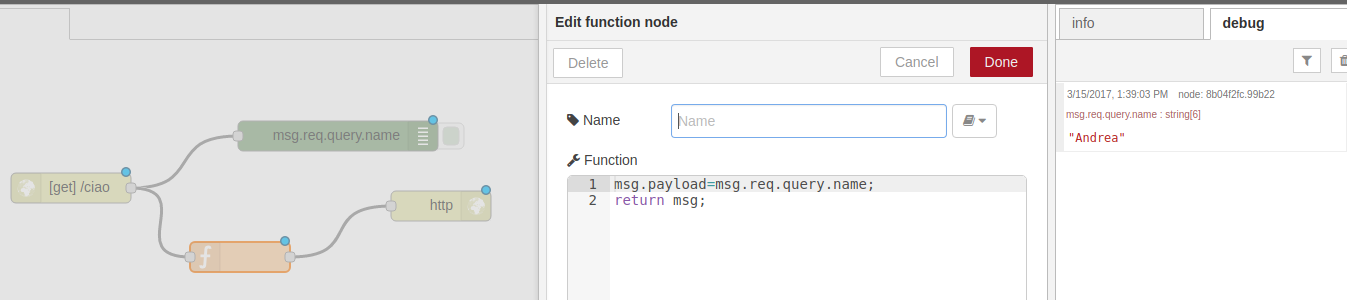 msg.req.query.name
[get] /ciao
http
f
Edit function node
Delete
Cancel
Done
Name
Name
Function
1 msg.payload=msg.req.query.name;
2 return msg;
info
debug
3/15/2017, 1:39:03 PM node: 8b04f2fc.99b22
msg.req.query.name : string[6]
"Andrea"